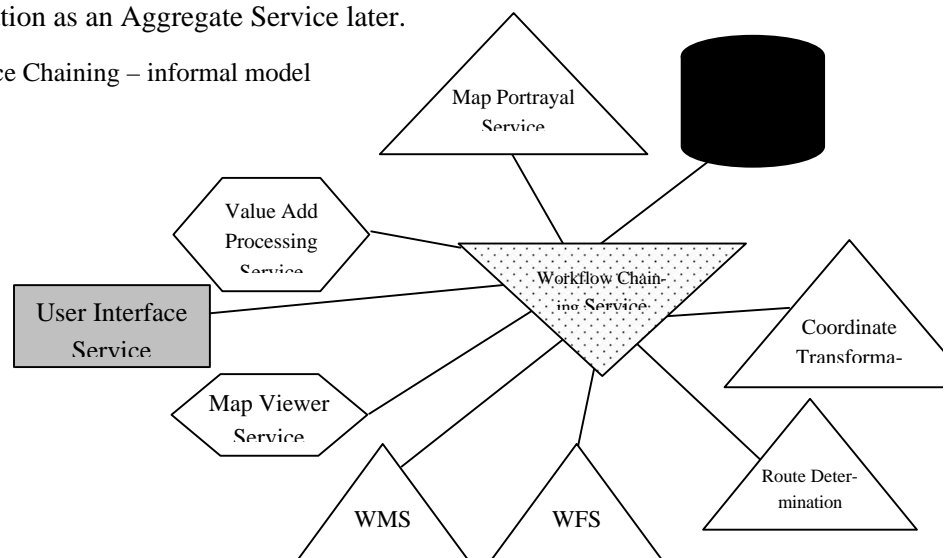 tion as an Aggregate Service later.
ce Chaining – informal model
Map Portrayal
Service
Value Add
Processing
Service
Workflow Chain-
ing Service
User Interface
Service
Coordinate
Transforma-
Map Viewer
Service
Route Deter-
mination
WMS
WFS